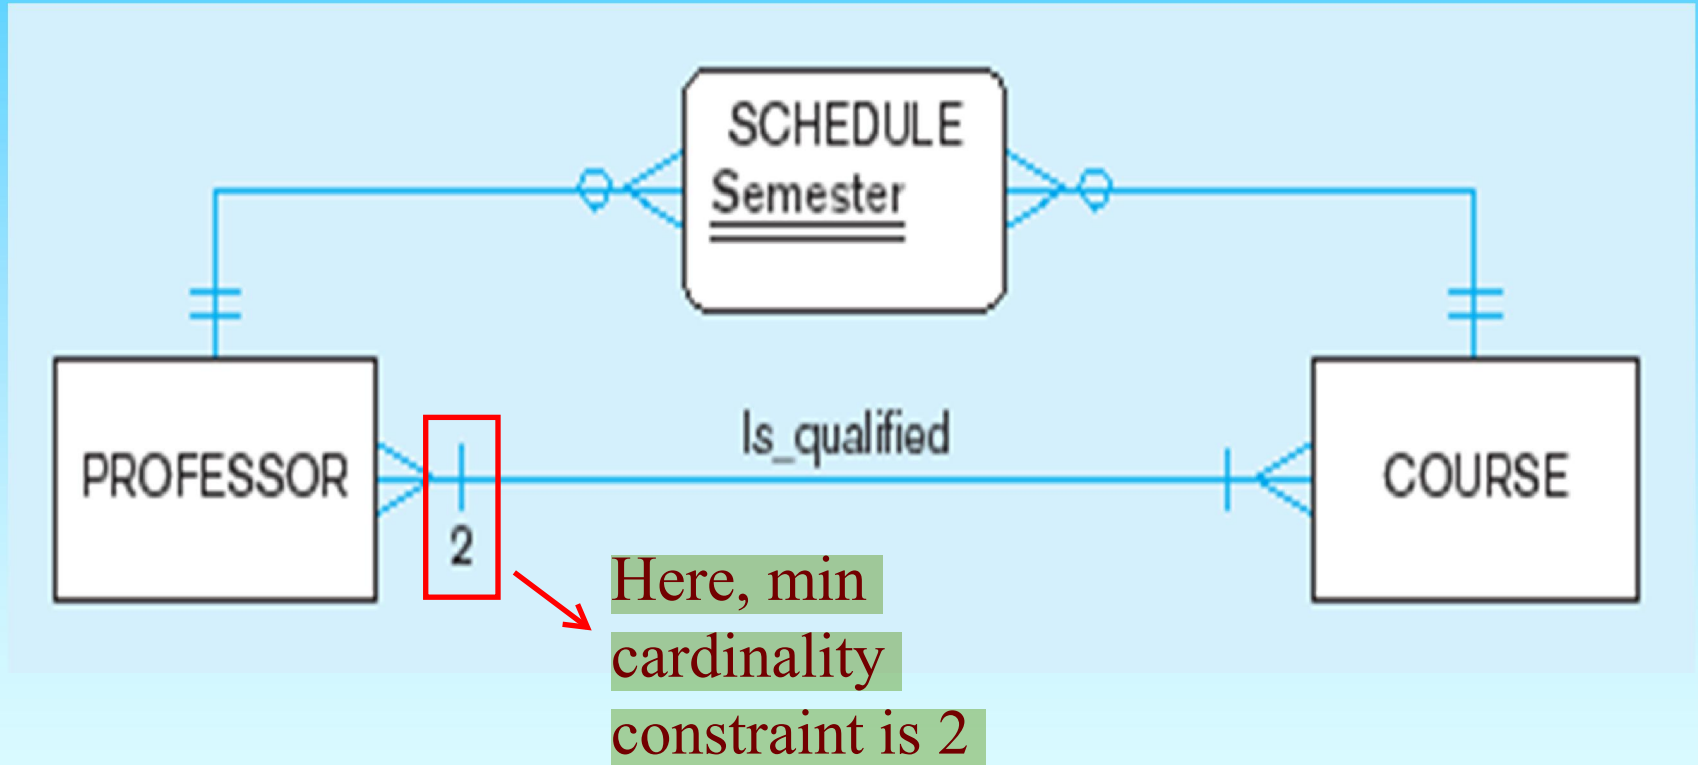 SCHEDULE
Semester
PROFESSOR
Is_qualified
COURSE
2
Here, min
cardinality
constraint is 2